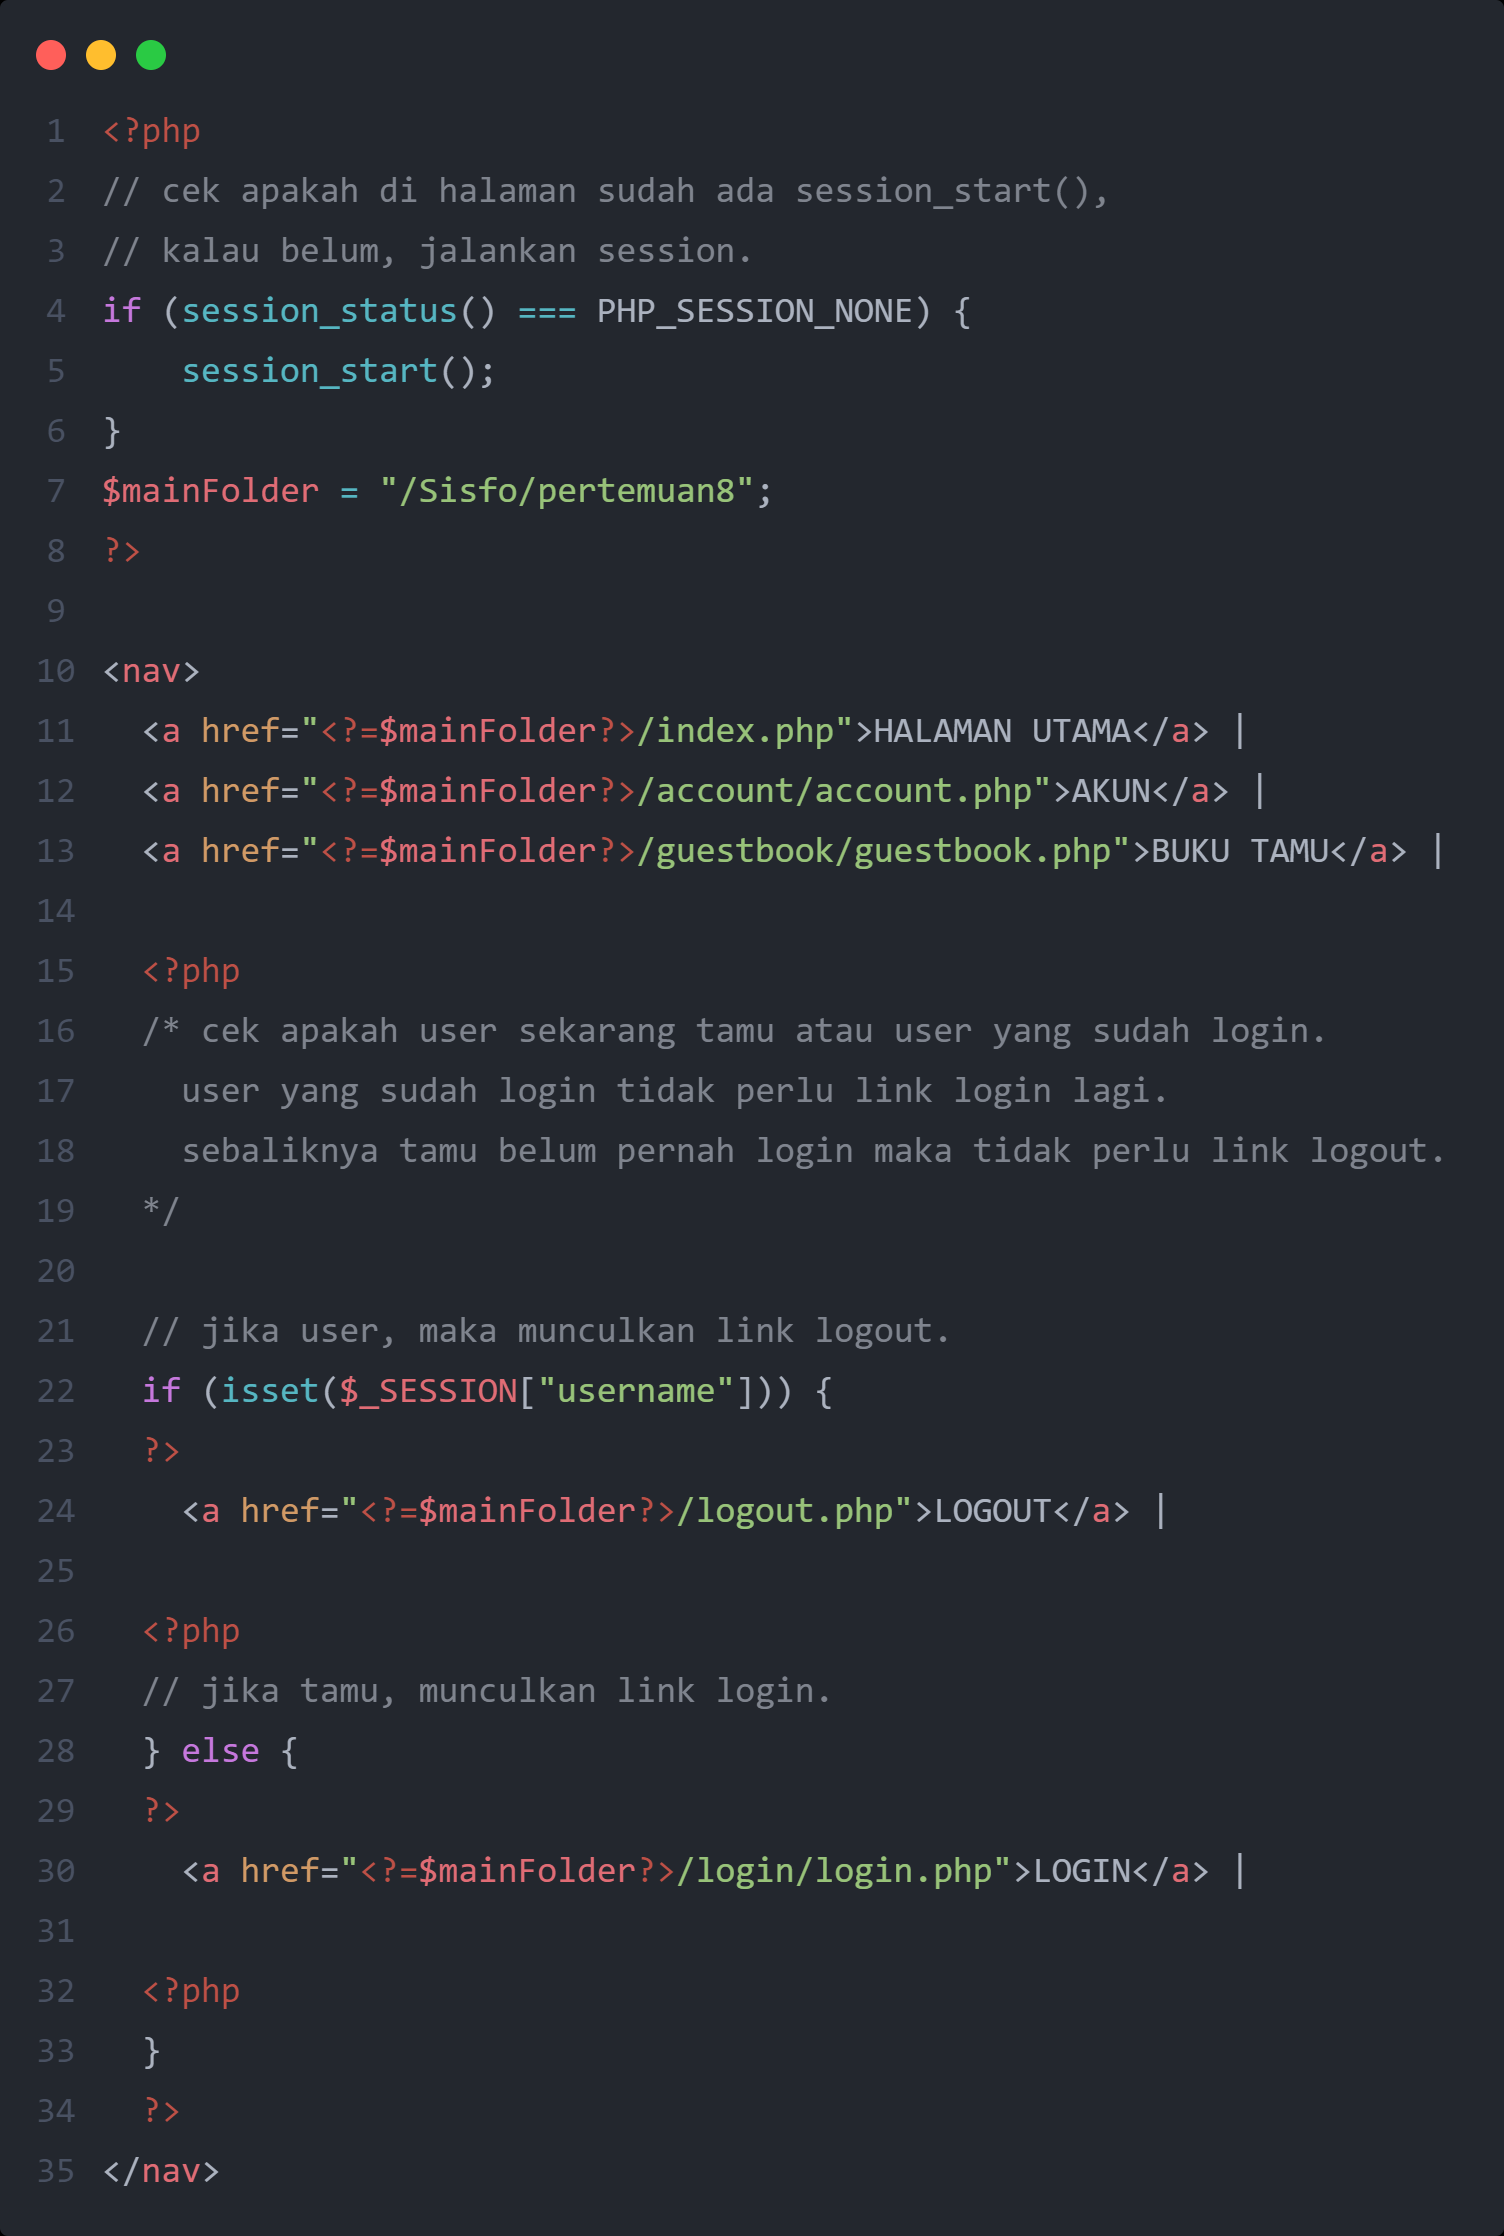 1 <?php
2 // cek apakah di halaman sudah ada session_start(),
3 // kalau belum, jalankan session.
4 if (session_status() === PHP_SESSION_NONE) {
5     session_start();
6 }
7 $mainFolder = "/Sisfo/pertemuan8";
8 ?>
9
10 <nav>
11   <a href="<?=$mainFolder?>/index.php">HALAMAN UTAMA</a> |
12   <a href="<?=$mainFolder?>/account/account.php">AKUN</a> |
13   <a href="<?=$mainFolder?>/guestbook/guestbook.php">BUKU TAMU</a> |
14
15   <?php
16   /* cek apakah user sekarang tamu atau user yang sudah login.
17     user yang sudah login tidak perlu link login lagi.
18     sebaliknya tamu belum pernah login maka tidak perlu link logout.
19   */
20
21   // jika user, maka munculkan link logout.
22   if (isset($_SESSION["username"])) {
23   ?>
24     <a href="<?=$mainFolder?>/logout.php">LOGOUT</a> |
25
26   <?php
27   // jika tamu, munculkan link login.
28   } else {
29   ?>
30     <a href="<?=$mainFolder?>/login/login.php">LOGIN</a> |
31
32   <?php
33   }
34   ?>
35 </nav>